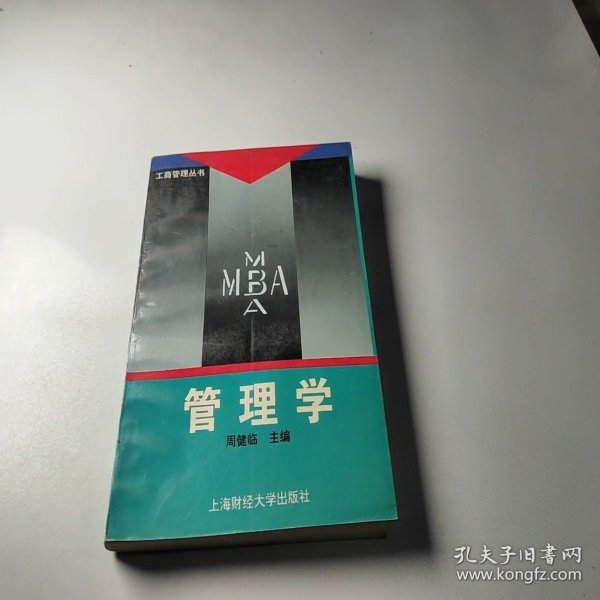 工商管理丛书
MBA
MBA
管理学
周健临 主编
上海财经大学出版社
孔夫子旧书网
www.kongfz.com